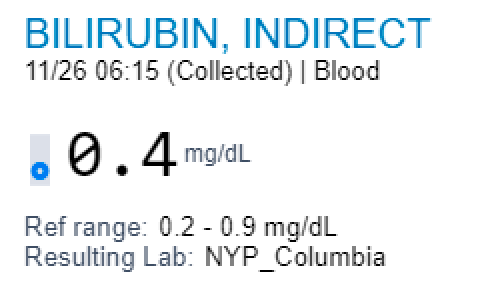 BILIRUBIN, INDIRECT
11/26 06:15 (Collected) | Blood
0.4 mg/dL
Ref range: 0.2 - 0.9 mg/dL
Resulting Lab: NYP_Columbia